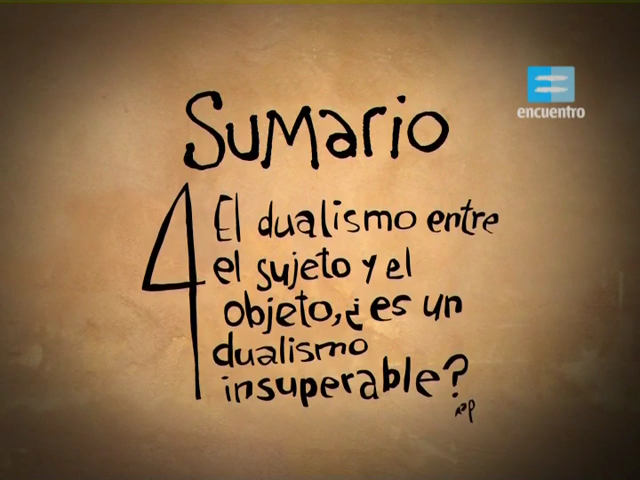 Sumario
encuentro
4
El dualismo entre
el sujeto y el
objeto, ¿es un
dualismo
insuperable?